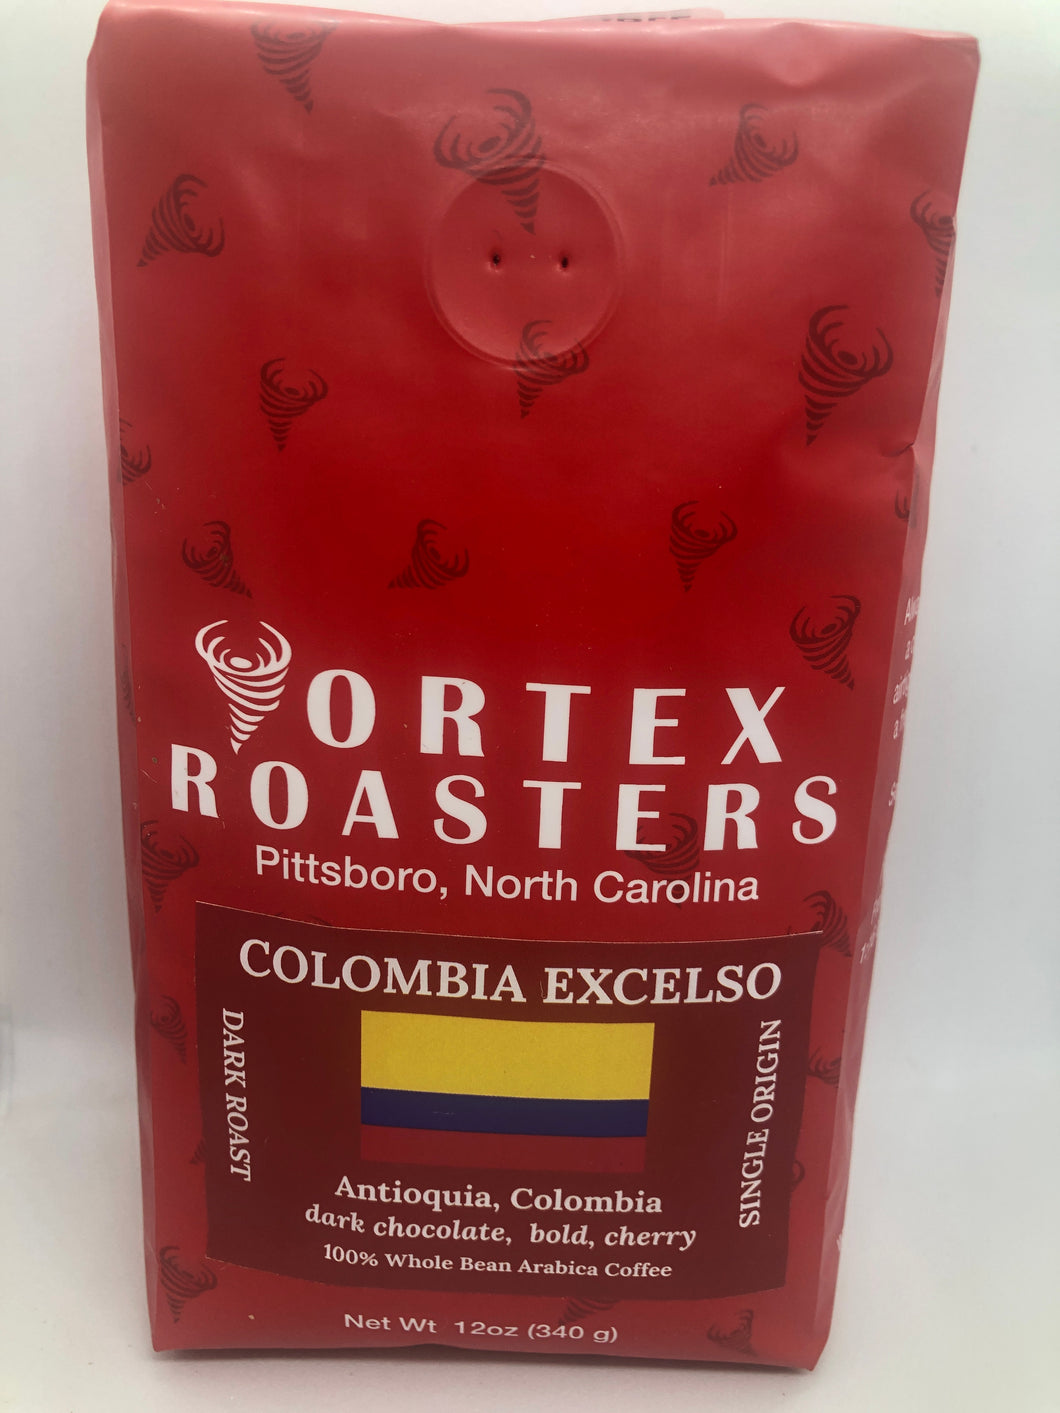 VORTEX
ROASTERS
Pittsboro, North Carolina
COLOMBIA EXCELSO
DARK ROAST
SINGLE ORIGIN
Antioquia, Colombia
dark chocolate, bold, cherry
100% Whole Bean Arabica Coffee
Net Wt 12oz (340 g)